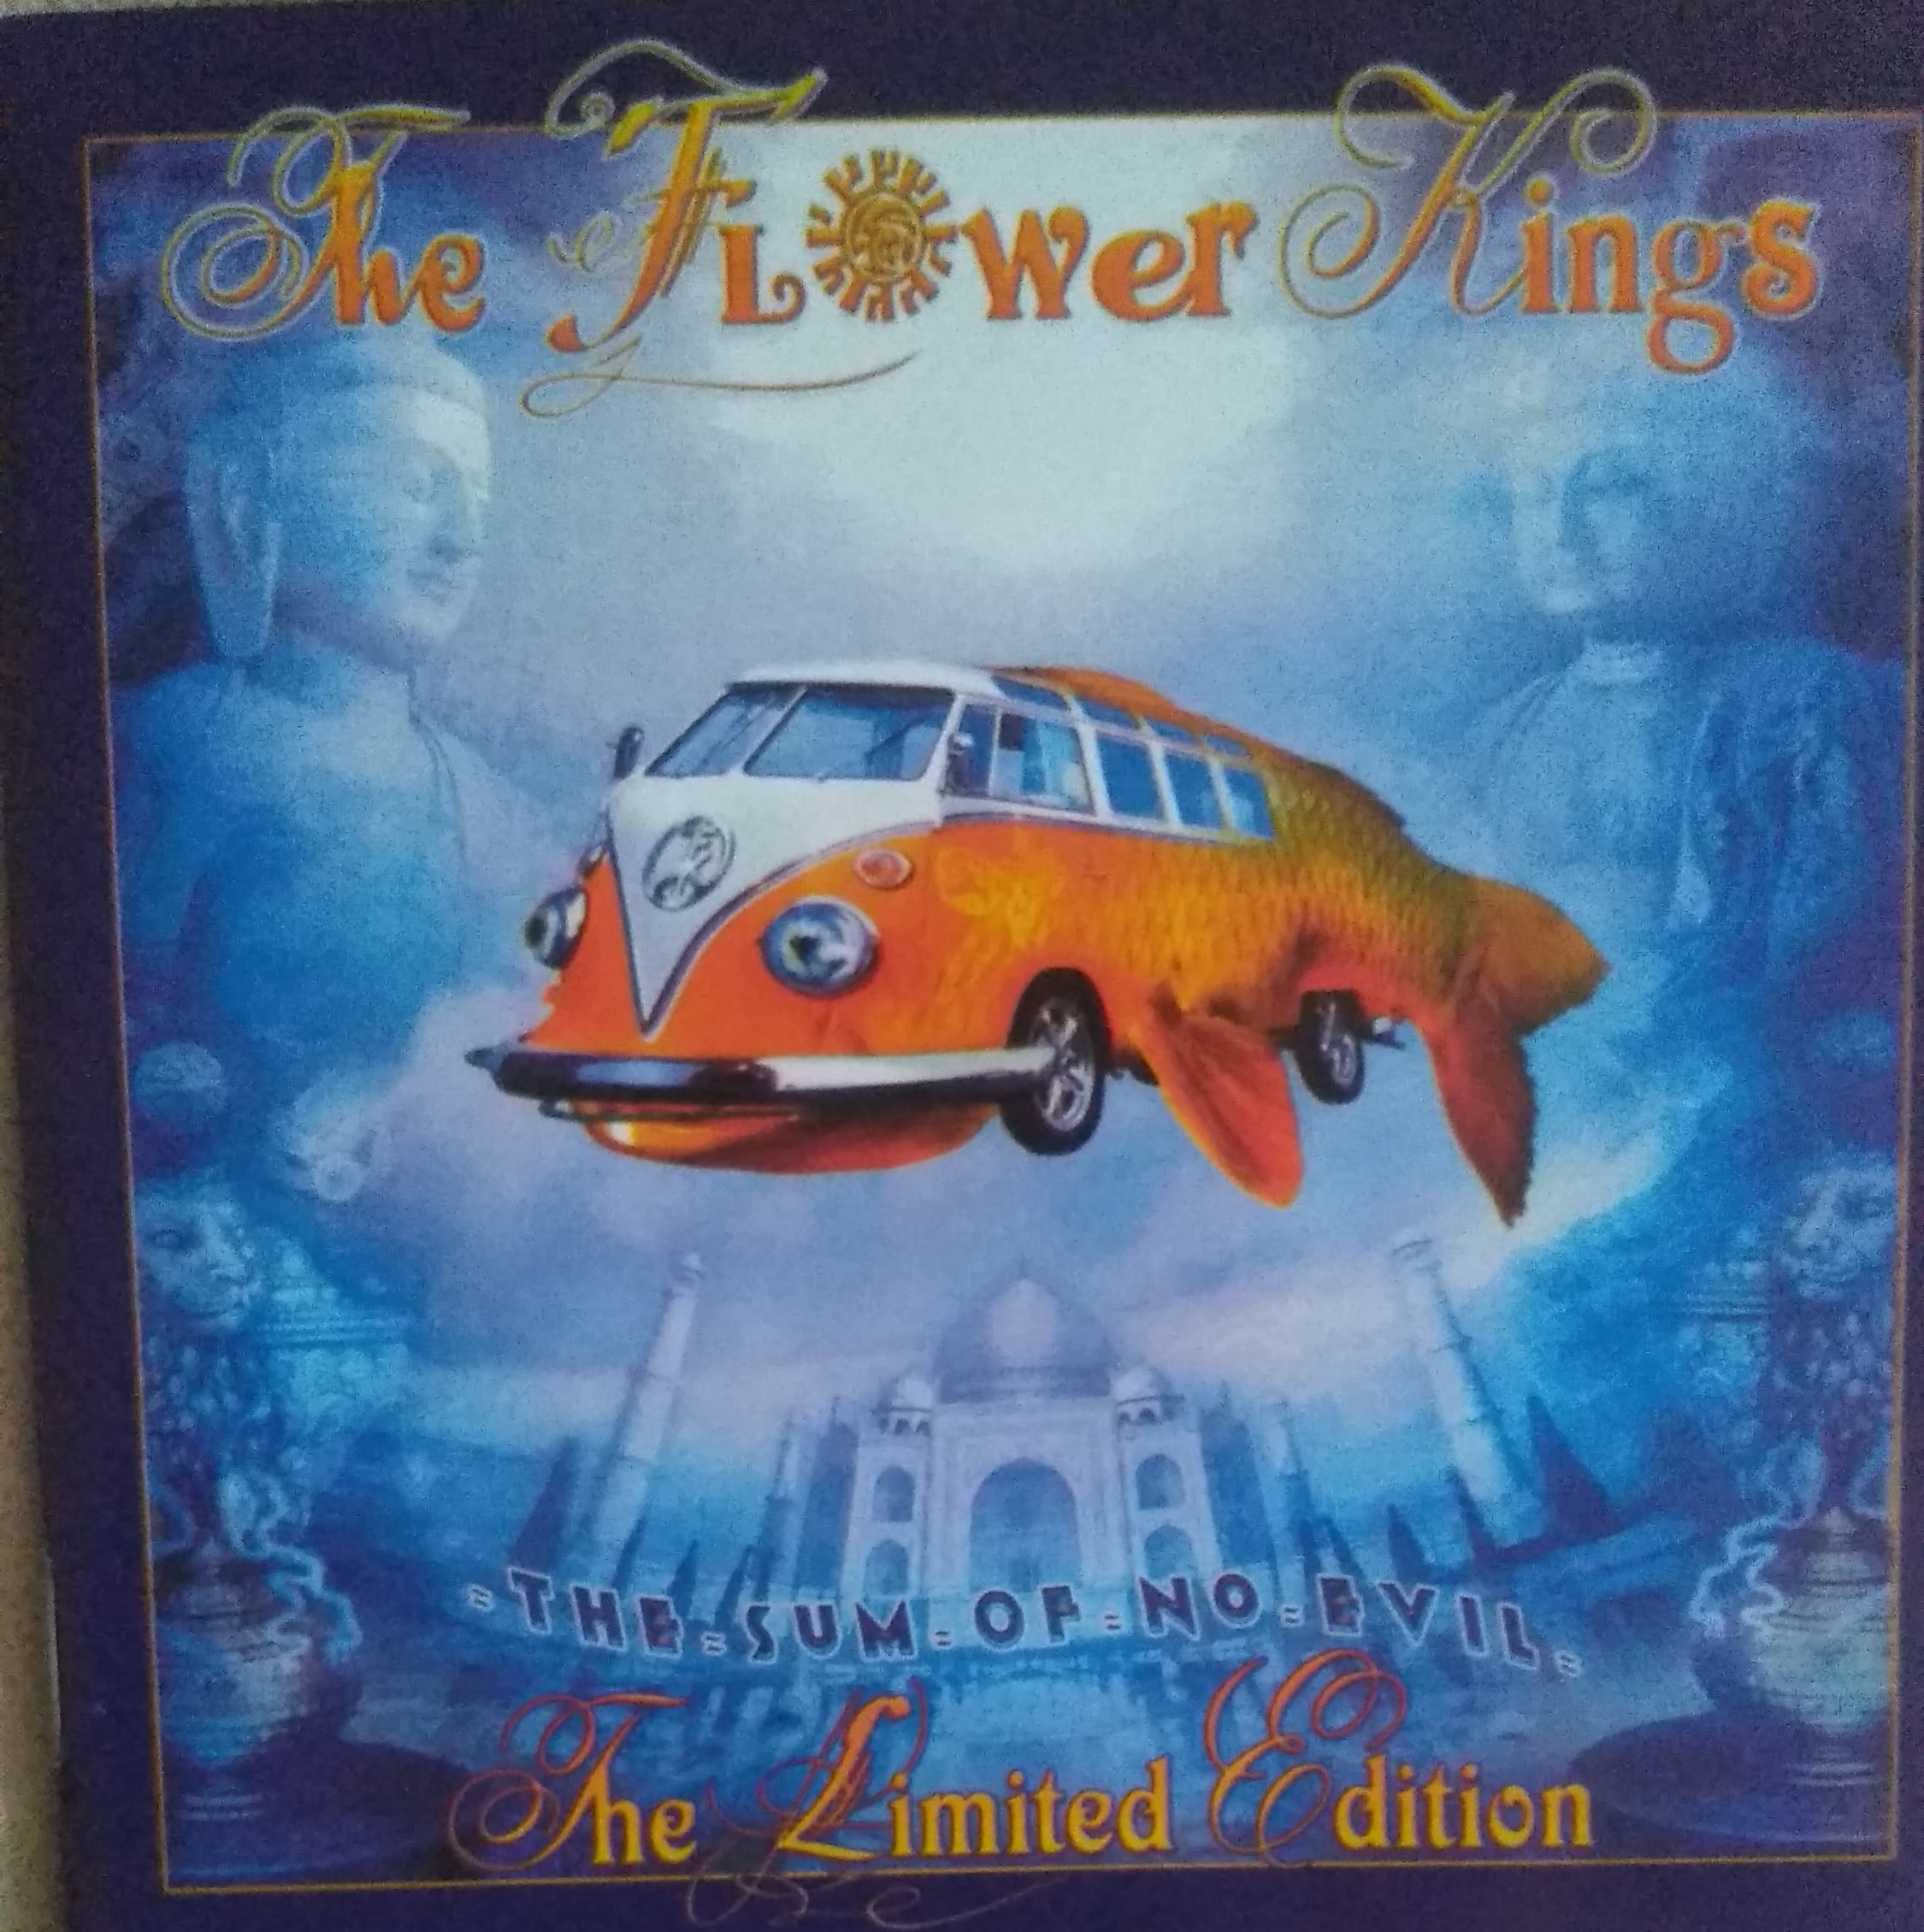 The Flower Kings
=THE=SUM=OF=NO=EVIL=
The Limited Edition